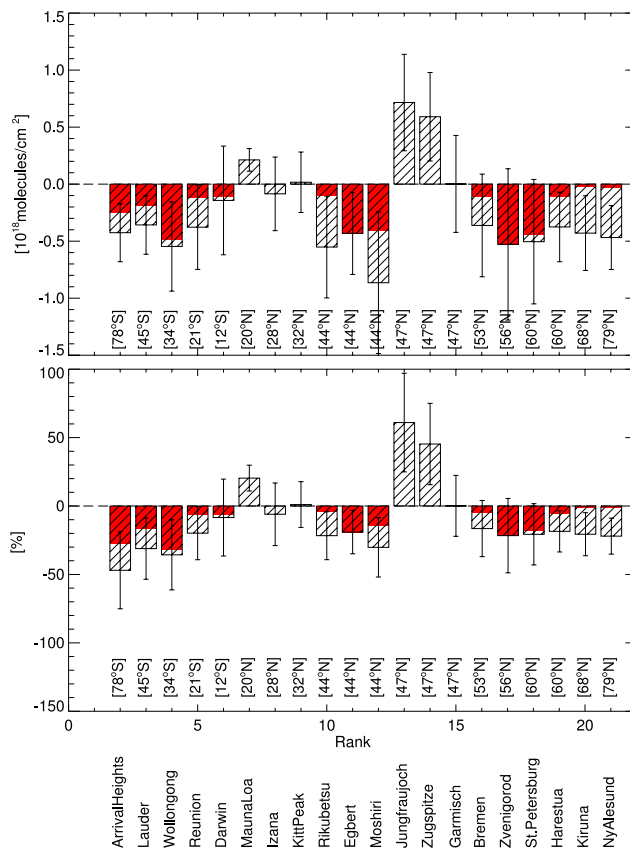 1.5
1.0
0.5
0.0
-0.5
-1.0
-1.5
[10¹⁸molecules/cm ²]
[78°S]
[45°S]
[34°S]
[21°S]
[12°S]
[20°N]
[28°N]
[32°N]
[44°N]
[44°N]
[44°N]
[47°N]
[47°N]
[47°N]
[53°N]
[56°N]
[60°N]
[60°N]
[68°N]
[79°N]
100
50
0
-50
-100
-150
[%]
[78°S]
[45°S]
[34°S]
[21°S]
[12°S]
[20°N]
[28°N]
[32°N]
[44°N]
[44°N]
[44°N]
[47°N]
[47°N]
[47°N]
[53°N]
[56°N]
[60°N]
[60°N]
[68°N]
[79°N]
0 5 10 15 20
Rank
ArrivalHeights
Lauder
Wollongong
Reunion
Darwin
MaunaLoa
Izana
KittPeak
Rikubetsu
Egbert
Moshiri
Jungfraujoch
Zugspitze
Garmisch
Bremen
Zvenigorod
St.Petersburg
Harestua
Kiruna
NyAlesund